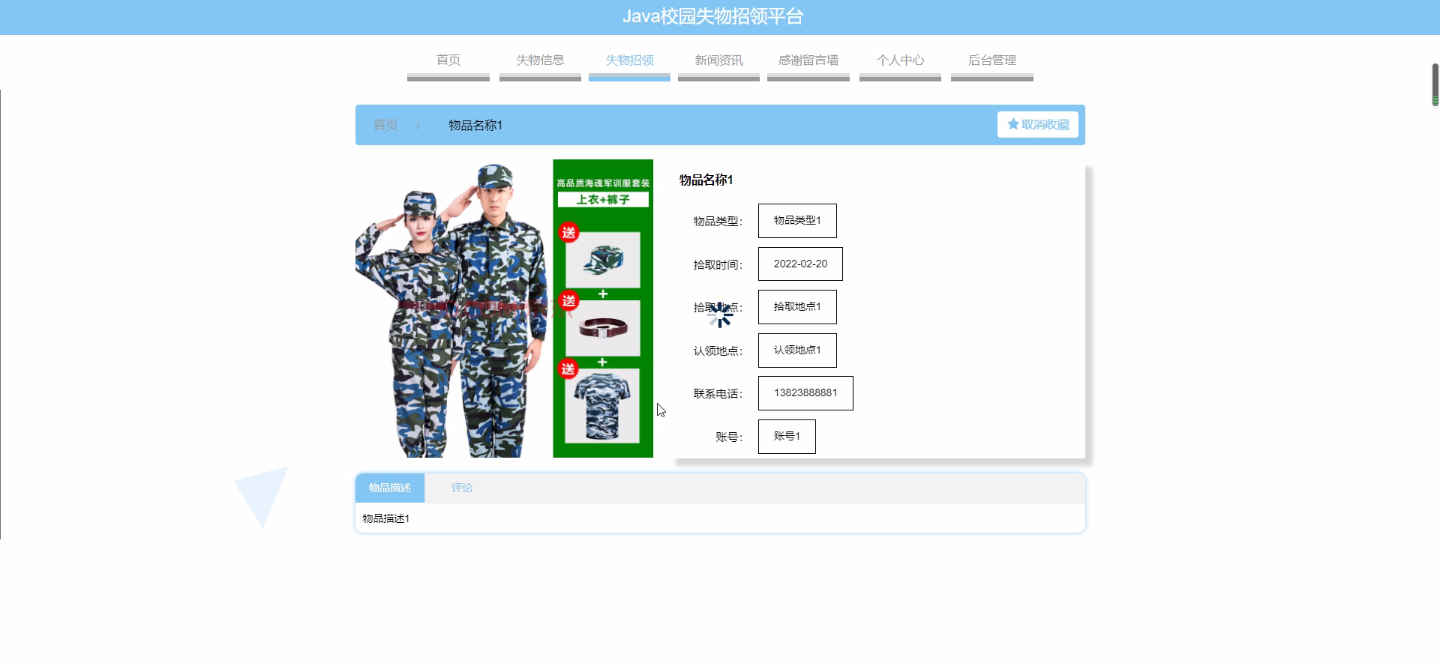 Java校园失物招领平台
首页 失物信息 失物招领 新闻资讯 感谢留言墙 个人中心 后台管理
首页 / 物品名称1 取消收藏
高品质海魂军训服套装
上衣+裤子
送
+
送
+
送
物品名称1
物品类型： 物品类型1
拾取时间： 2022-02-20
拾取地点： 拾取地点1
认领地点： 认领地点1
联系电话： 13823888881
账号： 账号1
物品描述 评论
物品描述1